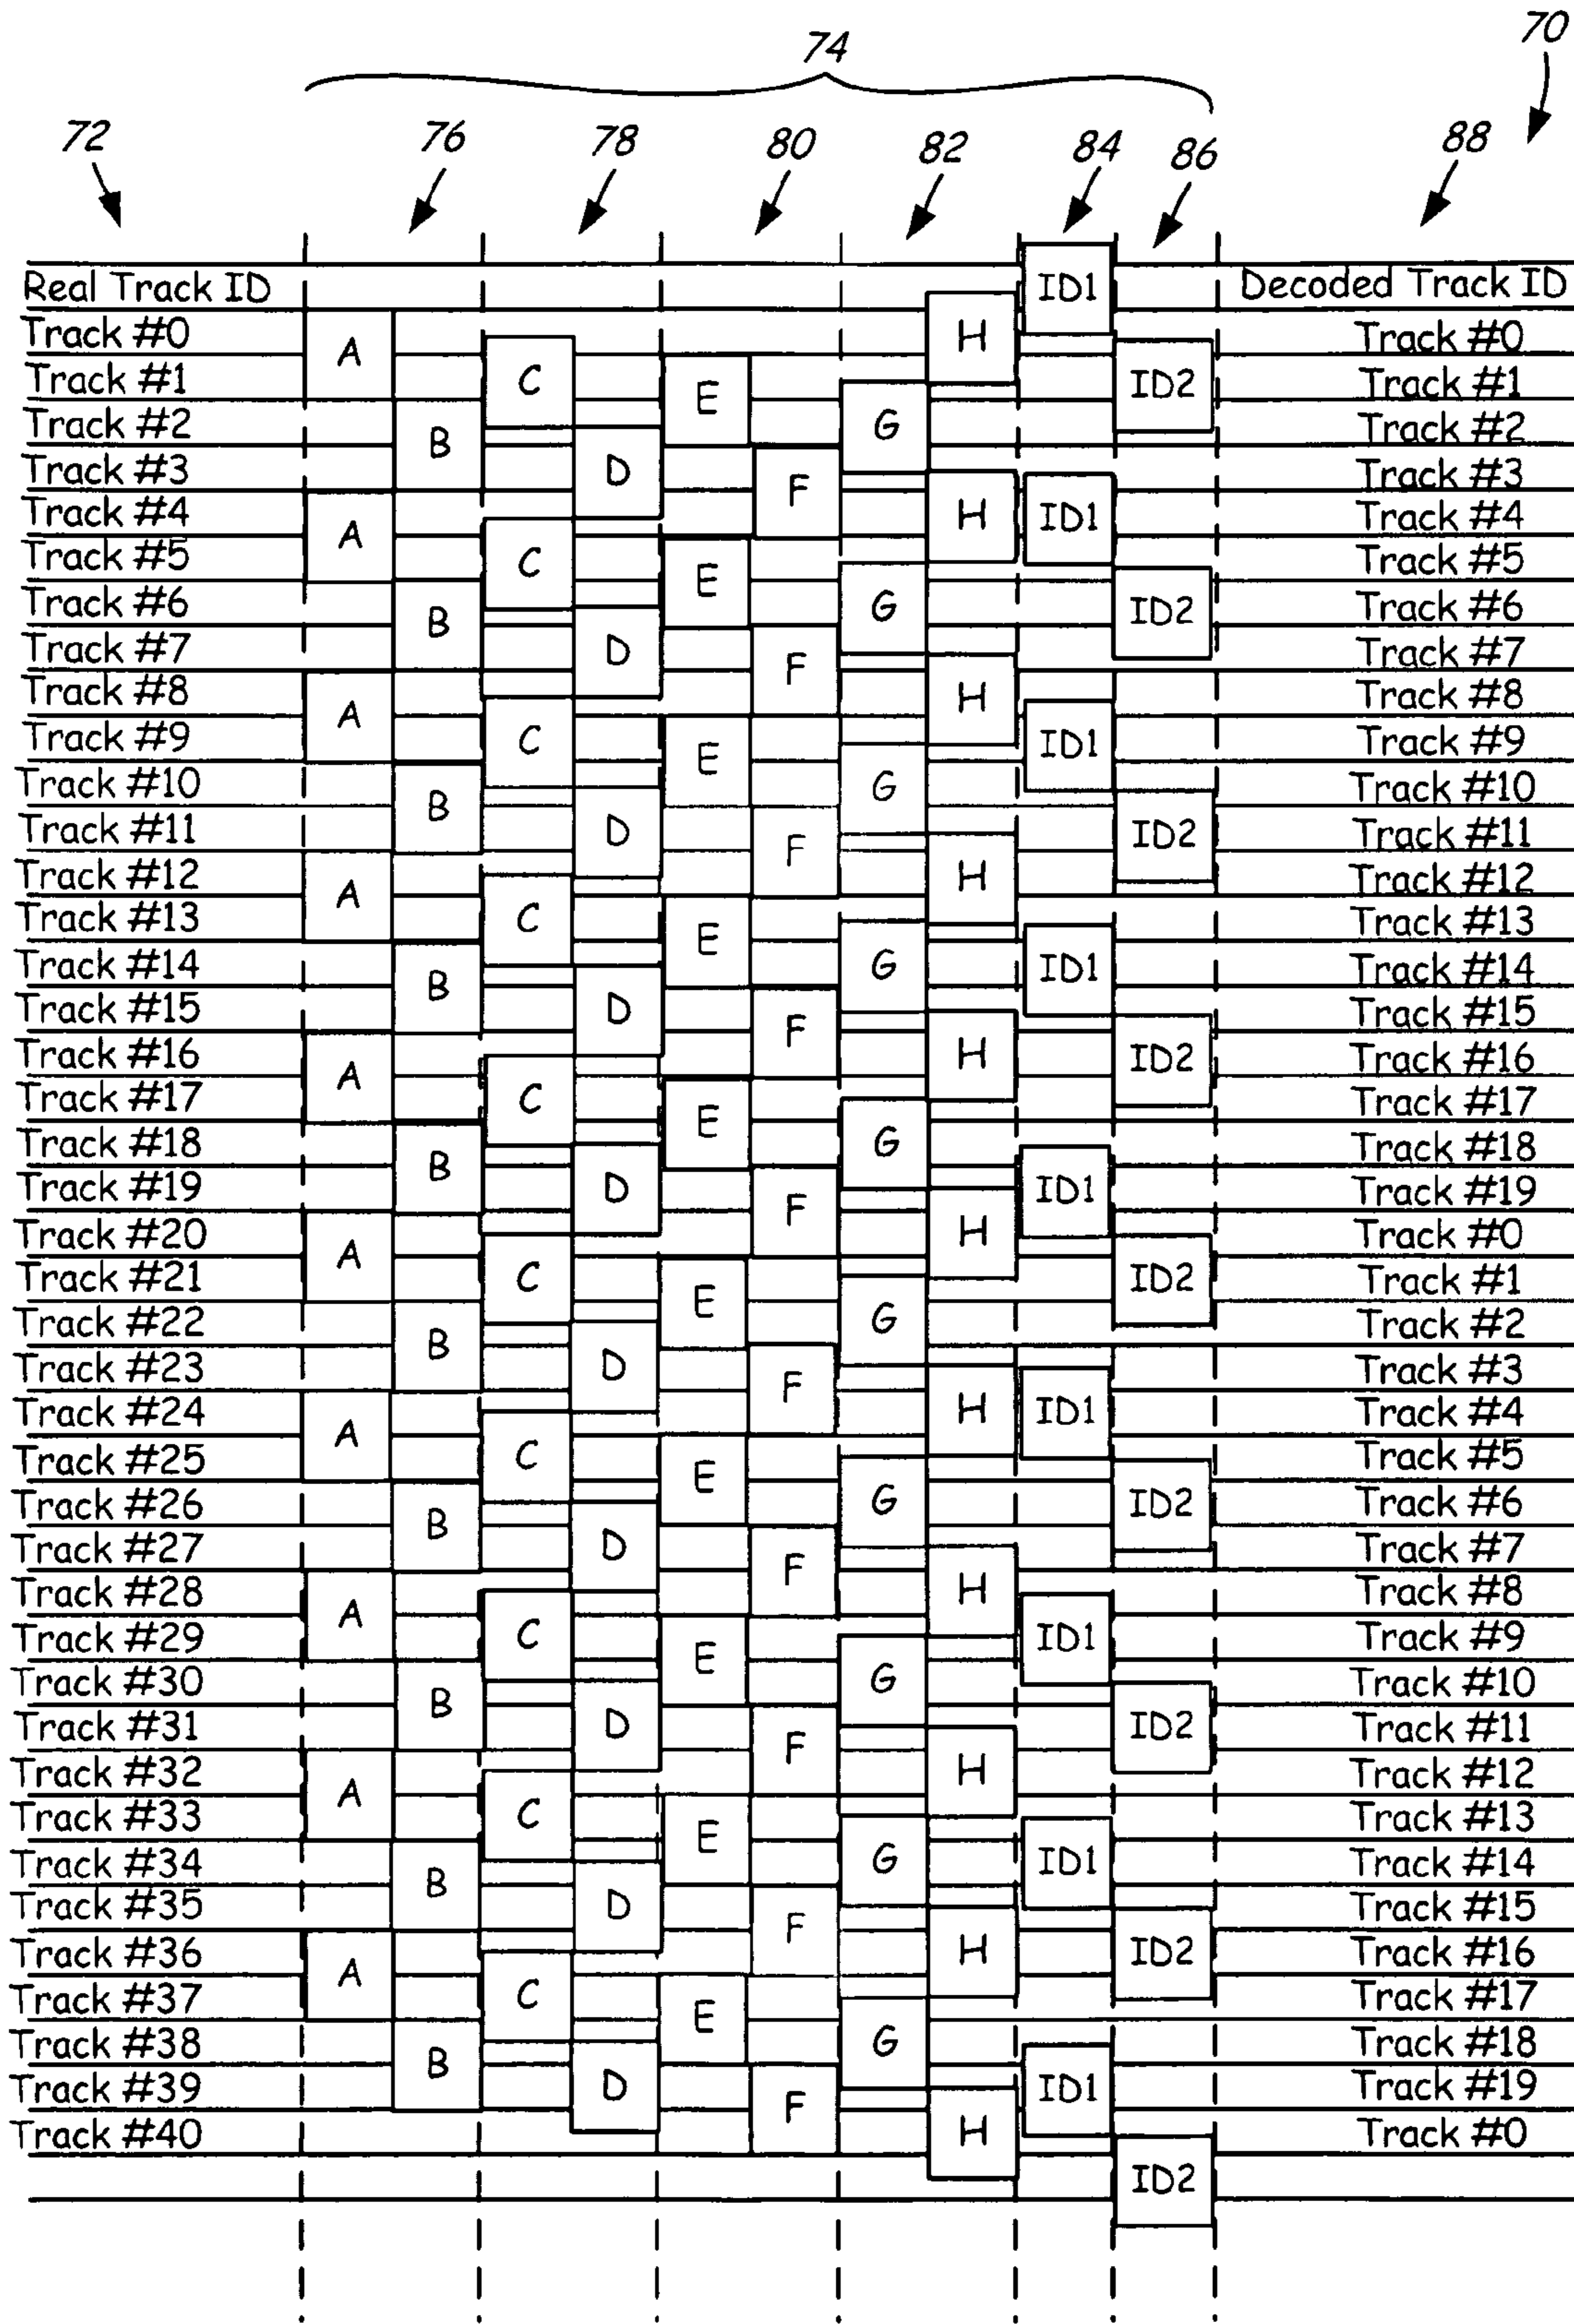 74
70
72
76
78
80
82
84
86
88
Real Track ID
ID1
Decoded Track ID
Track #0
A
H
Track #0
Track #1
C
E
ID2
Track #1
Track #2
B
G
Track #2
Track #3
D
F
Track #3
Track #4
A
H
ID1
Track #4
Track #5
C
E
Track #5
Track #6
B
G
ID2
Track #6
Track #7
D
F
Track #7
Track #8
A
H
Track #8
Track #9
C
E
ID1
Track #9
Track #10
B
G
Track #10
Track #11
D
F
ID2
Track #11
Track #12
A
H
Track #12
Track #13
C
E
Track #13
Track #14
B
G
ID1
Track #14
Track #15
D
F
Track #15
Track #16
A
H
ID2
Track #16
Track #17
C
E
Track #17
Track #18
B
G
Track #18
Track #19
D
F
ID1
Track #19
Track #20
A
H
Track #0
Track #21
C
E
ID2
Track #1
Track #22
B
G
Track #2
Track #23
D
F
Track #3
Track #24
A
H
ID1
Track #4
Track #25
C
E
Track #5
Track #26
B
G
ID2
Track #6
Track #27
D
F
Track #7
Track #28
A
H
Track #8
Track #29
C
E
ID1
Track #9
Track #30
B
G
Track #10
Track #31
D
F
ID2
Track #11
Track #32
A
H
Track #12
Track #33
C
E
Track #13
Track #34
B
G
ID1
Track #14
Track #35
D
F
Track #15
Track #36
A
H
ID2
Track #16
Track #37
C
E
Track #17
Track #38
B
G
Track #18
Track #39
D
F
ID1
Track #19
Track #40
H
Track #0
ID2